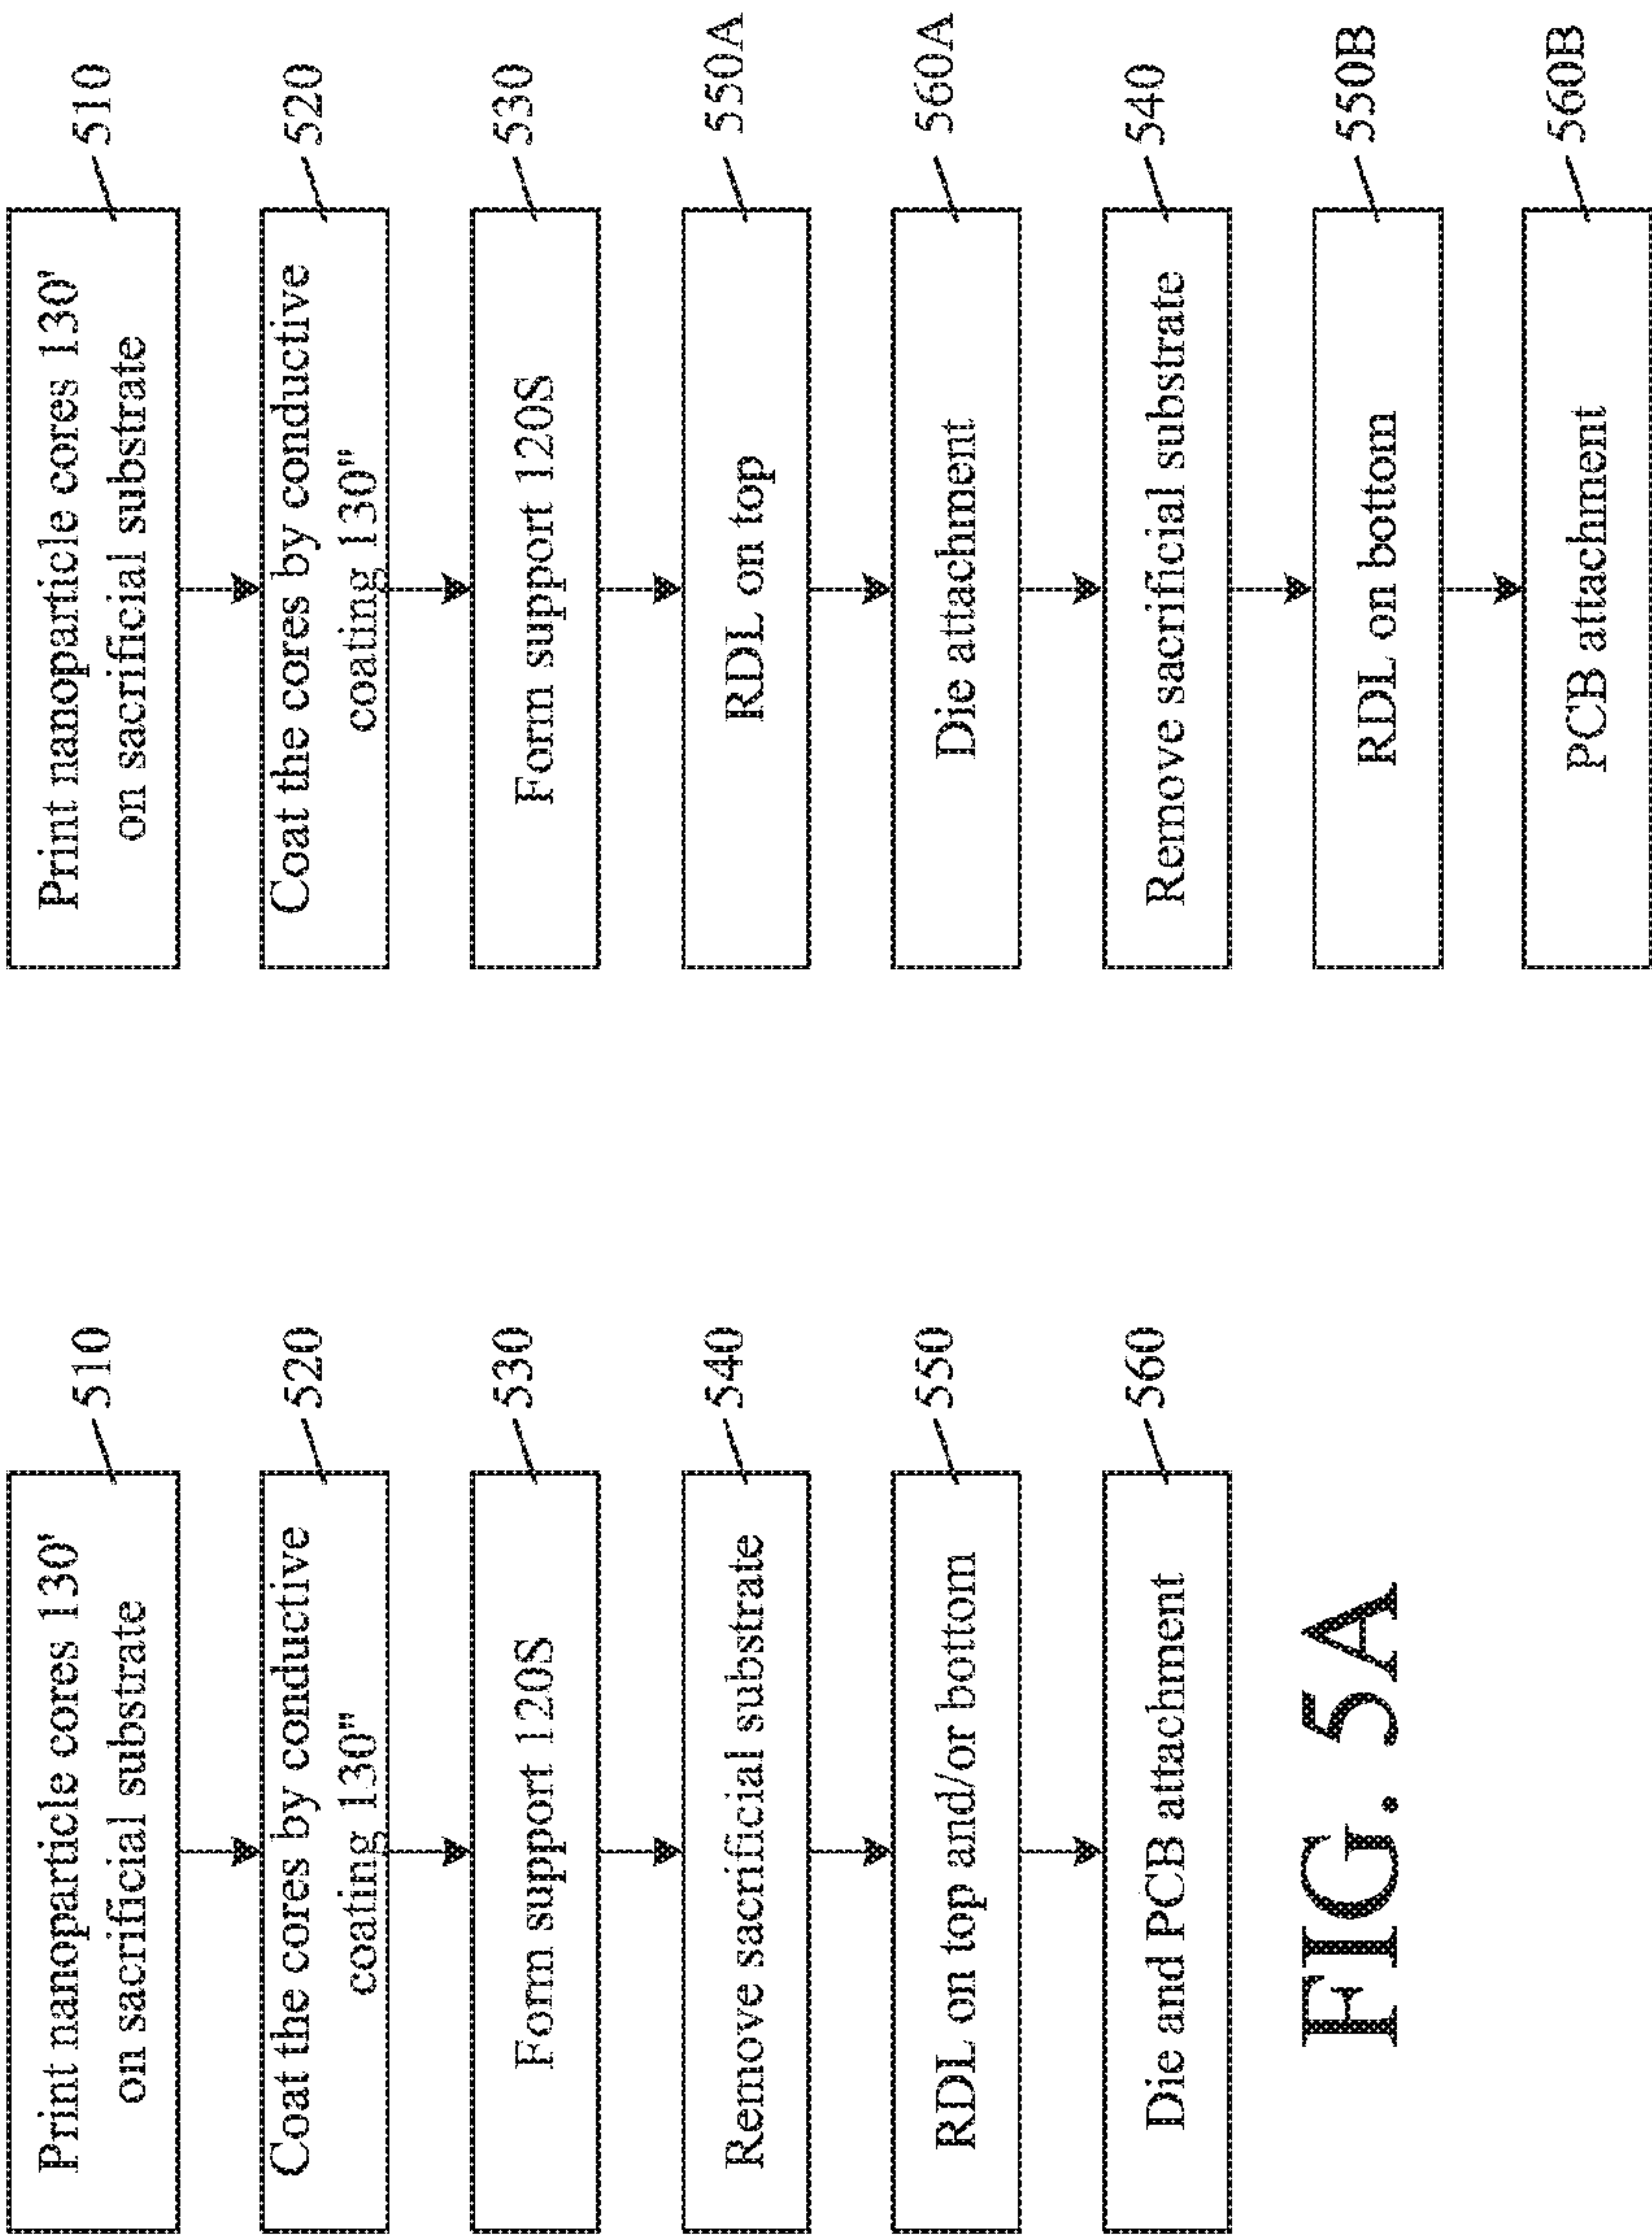 Print nanoparticle cores 130'
on sacrificial substrate
510
Coat the cores by conductive
coating 130"
520
Form support 120S
530
Remove sacrificial substrate
540
RDL on top and/or bottom
550
Die and PCB attachment
560
FIG. 5A
Print nanoparticle cores 130'
on sacrificial substrate
510
Coat the cores by conductive
coating 130"
520
Form support 120S
530
RDL on top
550A
Die attachment
560A
Remove sacrificial substrate
540
RDL on bottom
550B
PCB attachment
560B